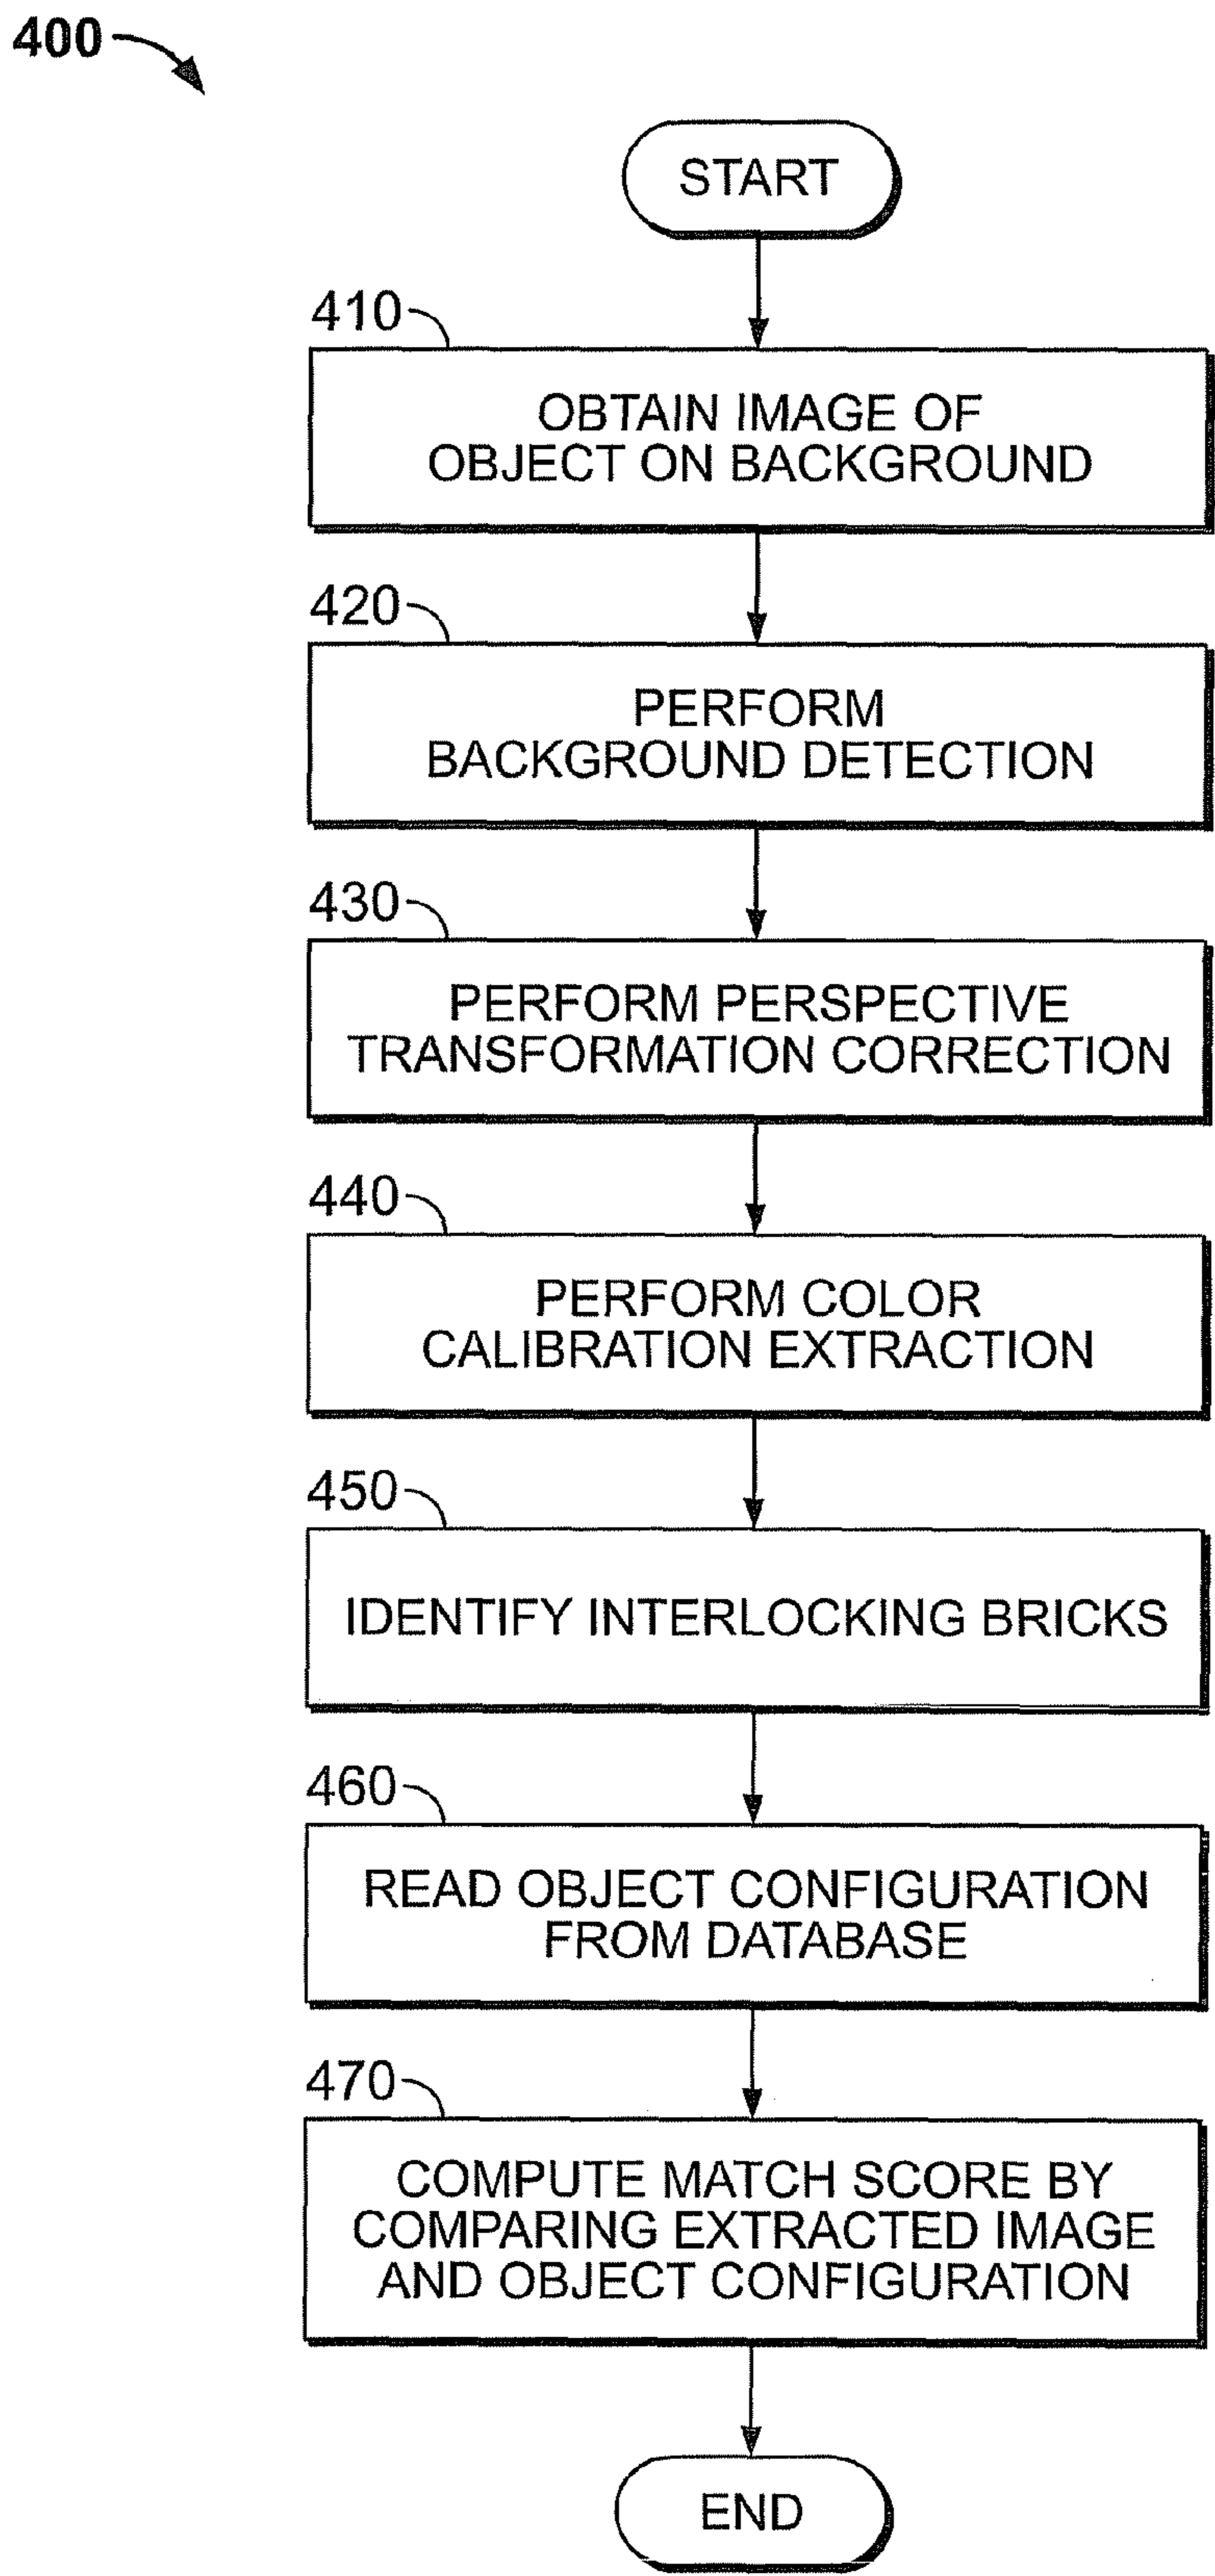 400
START
410
OBTAIN IMAGE OF
OBJECT ON BACKGROUND
420
PERFORM
BACKGROUND DETECTION
430
PERFORM PERSPECTIVE
TRANSFORMATION CORRECTION
440
PERFORM COLOR
CALIBRATION EXTRACTION
450
IDENTIFY INTERLOCKING BRICKS
460
READ OBJECT CONFIGURATION
FROM DATABASE
470
COMPUTE MATCH SCORE BY
COMPARING EXTRACTED IMAGE
AND OBJECT CONFIGURATION
END